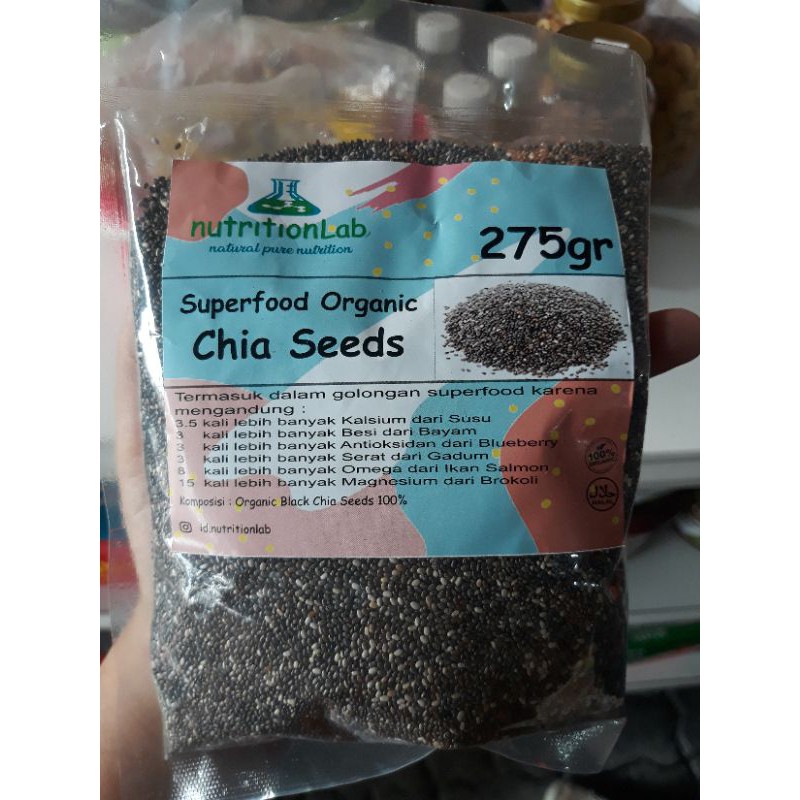 nutritionLab
natural pure nutrition
275gr
Superfood Organic
Chia Seeds
Termasuk dalam golongan superfood karena
mengandung :
3.5 kali lebih banyak Kalsium dari Susu
3 kali lebih banyak Besi dari Bayam
3 kali lebih banyak Antioksidan dari Blueberry
3 kali lebih banyak Serat dari Gadum
8 kali lebih banyak Omega dari Ikan Salmon
15 kali lebih banyak Magnesium dari Brokoli
Komposisi : Organic Black Chia Seeds 100%
id.nutritionlab
100%
حلال